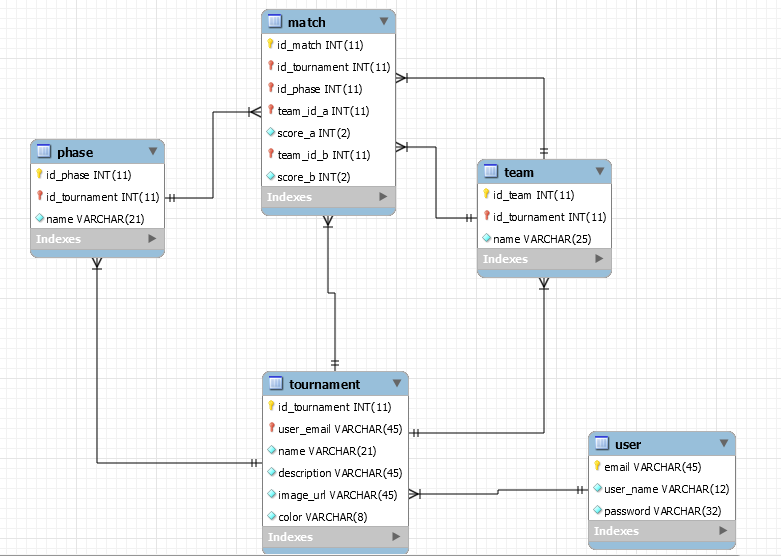 match
id_match INT(11)
id_tournament INT(11)
id_phase INT(11)
team_id_a INT(11)
score_a INT(2)
team_id_b INT(11)
score_b INT(2)
Indexes
phase
id_phase INT(11)
id_tournament INT(11)
name VARCHAR(21)
Indexes
team
id_team INT(11)
id_tournament INT(11)
name VARCHAR(25)
Indexes
tournament
id_tournament INT(11)
user_email VARCHAR(45)
name VARCHAR(21)
description VARCHAR(45)
image_url VARCHAR(45)
color VARCHAR(8)
Indexes
user
email VARCHAR(45)
user_name VARCHAR(12)
password VARCHAR(32)
Indexes